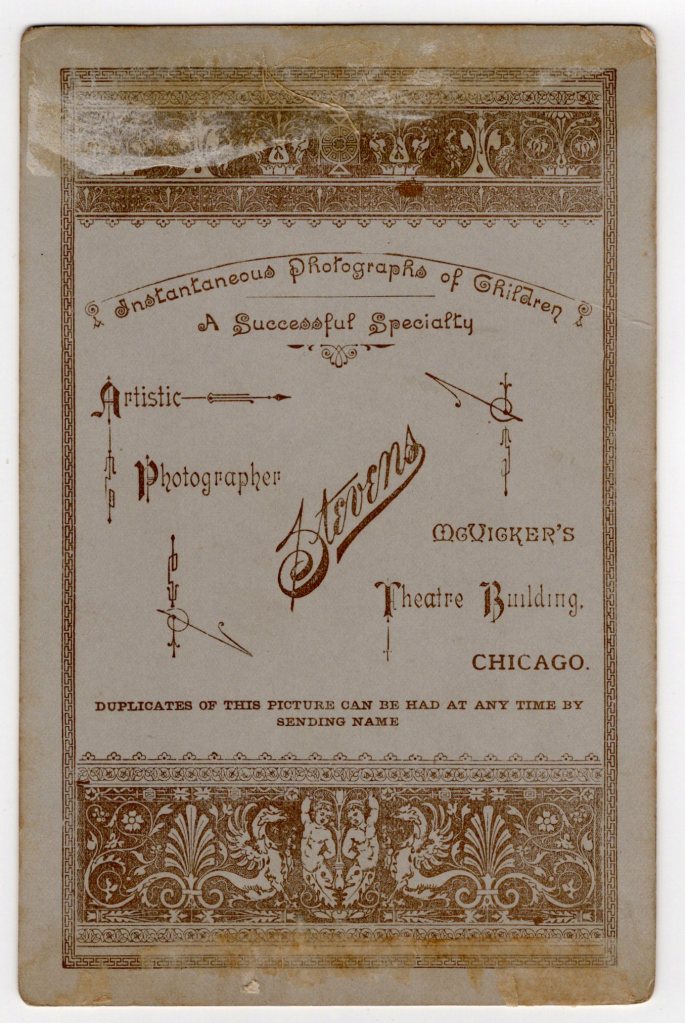 Instantaneous Photographs of Children
A Successful Specialty
Artistic
Photographer
Stevens
McVICKER'S
Theatre Building,
CHICAGO.
DUPLICATES OF THIS PICTURE CAN BE HAD AT ANY TIME BY
SENDING NAME